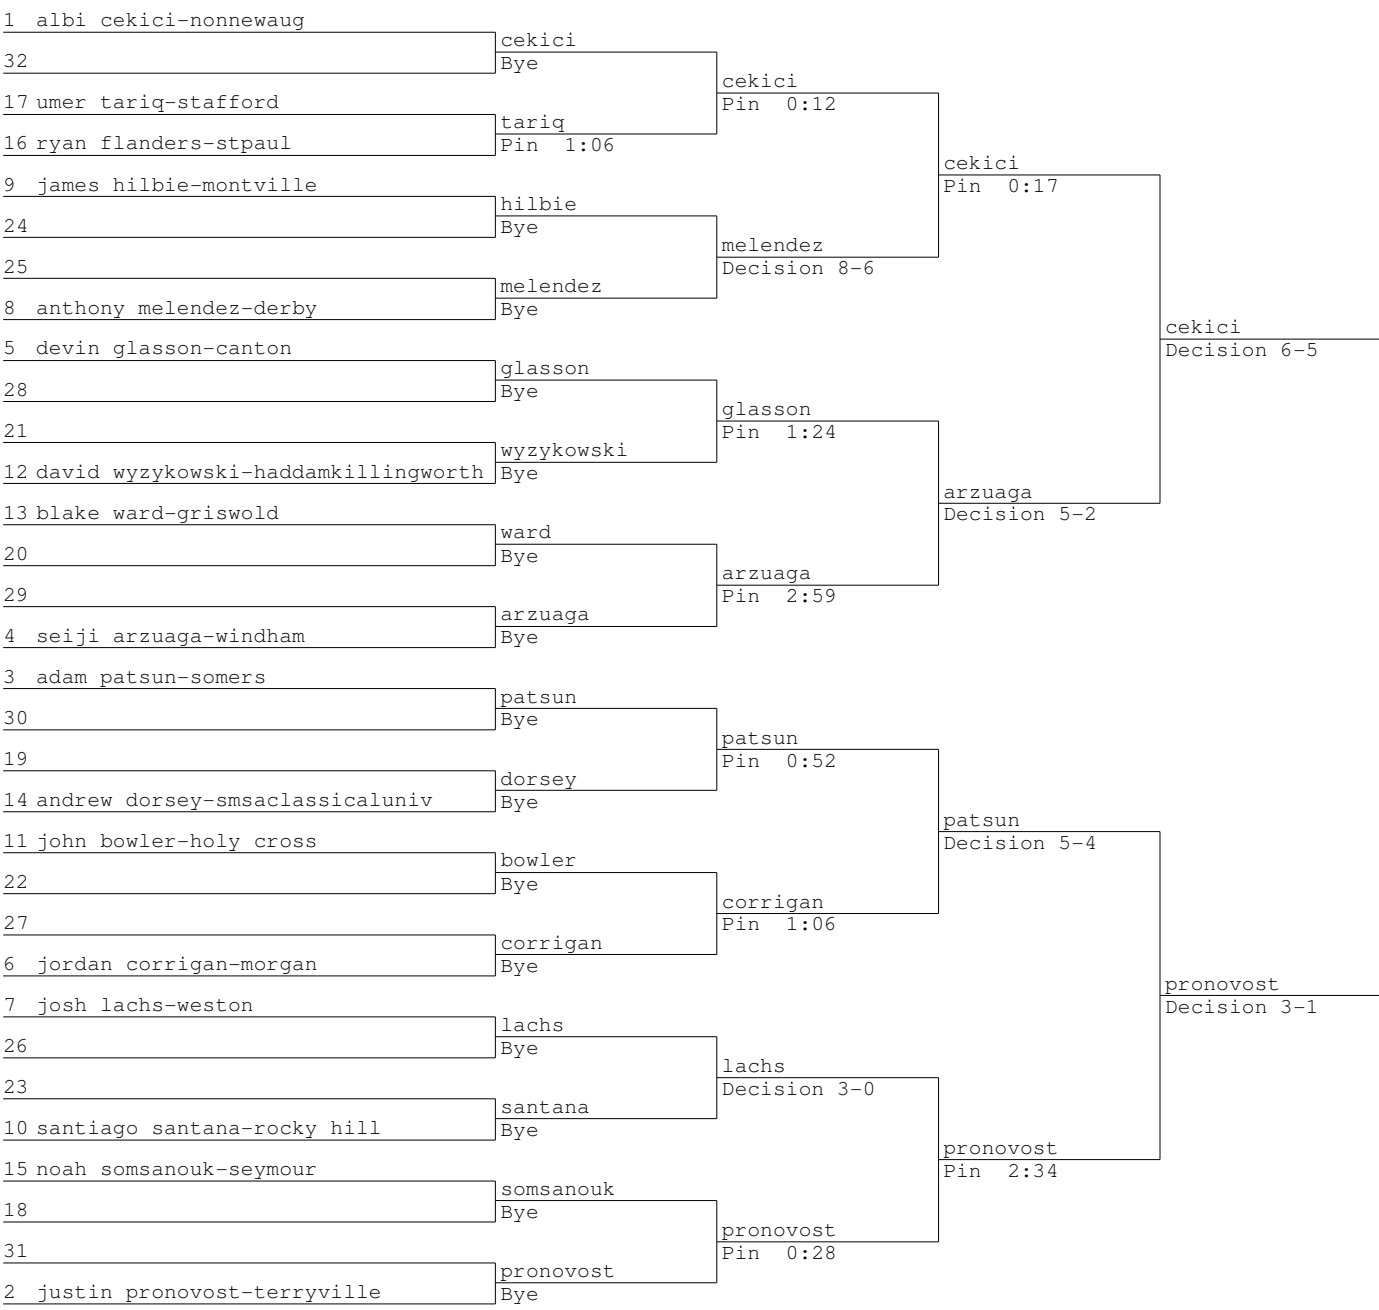 1 albi cekici-nonnewaug
cekici
32
Bye
cekici
17 umer tariq-stafford
Pin 0:12
tariq
16 ryan flanders-stpaul
Pin 1:06
cekici
9 james hilbie-montville
Pin 0:17
hilbie
24
Bye
melendez
25
Decision 8-6
melendez
8 anthony melendez-derby
Bye
cekici
5 devin glasson-canton
Decision 6-5
glasson
28
Bye
glasson
21
Pin 1:24
wyzykowski
12 david wyzykowski-haddamkillingworth
Bye
arzuaga
13 blake ward-griswold
Decision 5-2
ward
20
Bye
arzuaga
29
Pin 2:59
arzuaga
4 seiji arzuaga-windham
Bye
3 adam patsun-somers
patsun
30
Bye
patsun
19
Pin 0:52
dorsey
14 andrew dorsey-smsaclassicaluniv
Bye
patsun
11 john bowler-holy cross
Decision 5-4
bowler
22
Bye
corrigan
27
Pin 1:06
corrigan
6 jordan corrigan-morgan
Bye
pronovost
7 josh lachs-weston
Decision 3-1
lachs
26
Bye
lachs
23
Decision 3-0
santana
10 santiago santana-rocky hill
Bye
pronovost
15 noah somsanouk-seymour
Pin 2:34
somsanouk
18
Bye
pronovost
31
Pin 0:28
pronovost
2 justin pronovost-terryville
Bye